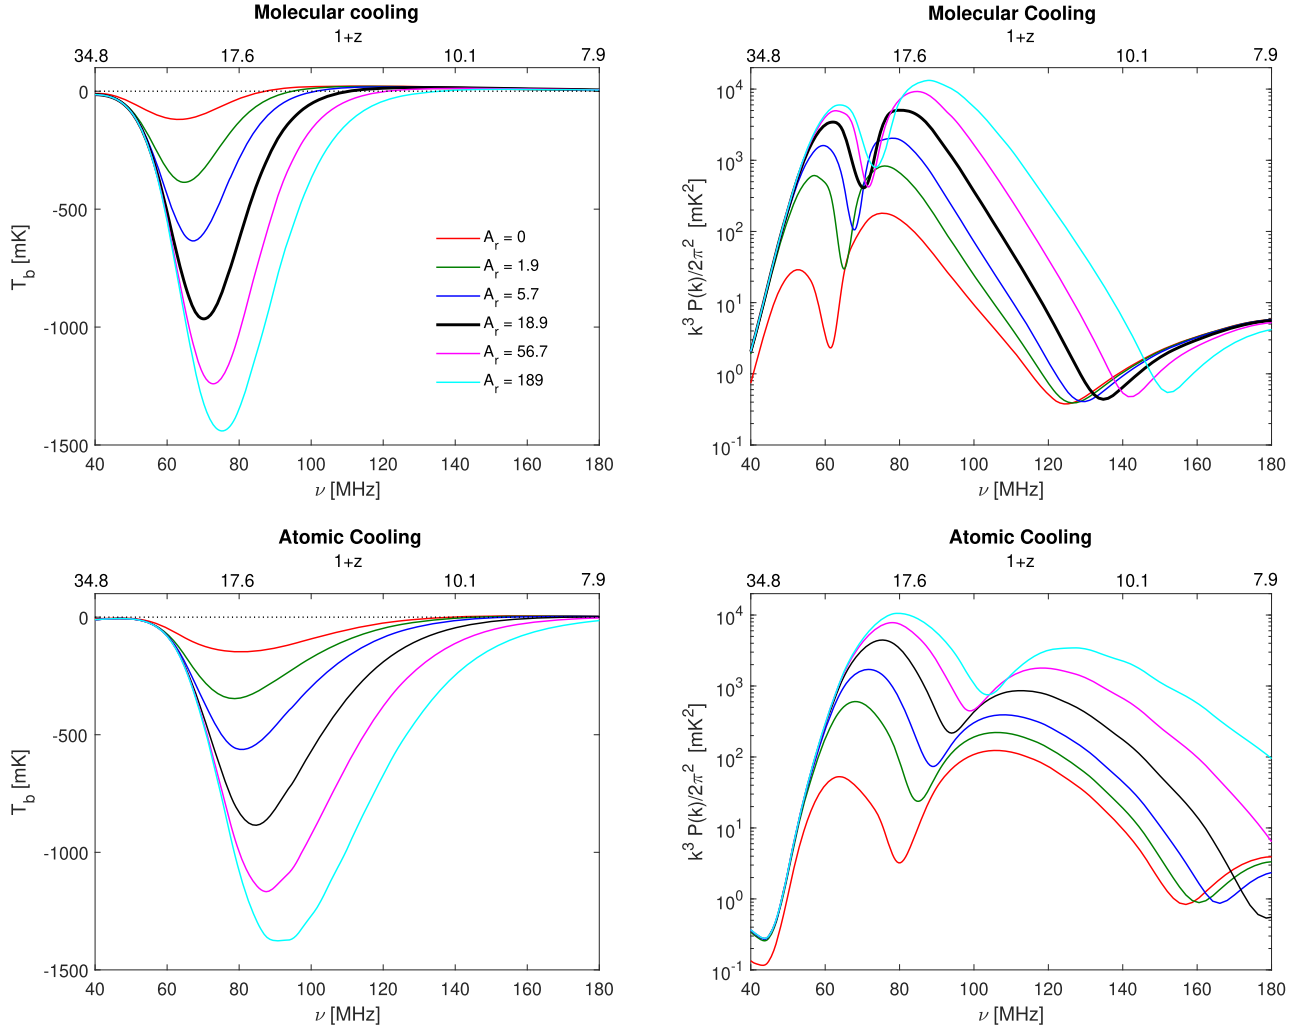 Molecular cooling
1+z
34.8 17.6 10.1 7.9
0
-500
-1000
-1500
T_b [mK]
A_r = 0
A_r = 1.9
A_r = 5.7
A_r = 18.9
A_r = 56.7
A_r = 189
40 60 80 100 120 140 160 180
ν [MHz]
Molecular Cooling
1+z
34.8 17.6 10.1 7.9
10^4
10^3
10^2
10^1
10^0
10^-1
k^3 P(k)/2π^2 [mK^2]
40 60 80 100 120 140 160 180
ν [MHz]
Atomic Cooling
1+z
34.8 17.6 10.1 7.9
0
-500
-1000
-1500
T_b [mK]
40 60 80 100 120 140 160 180
ν [MHz]
Atomic Cooling
1+z
34.8 17.6 10.1 7.9
10^4
10^3
10^2
10^1
10^0
10^-1
k^3 P(k)/2π^2 [mK^2]
40 60 80 100 120 140 160 180
ν [MHz]